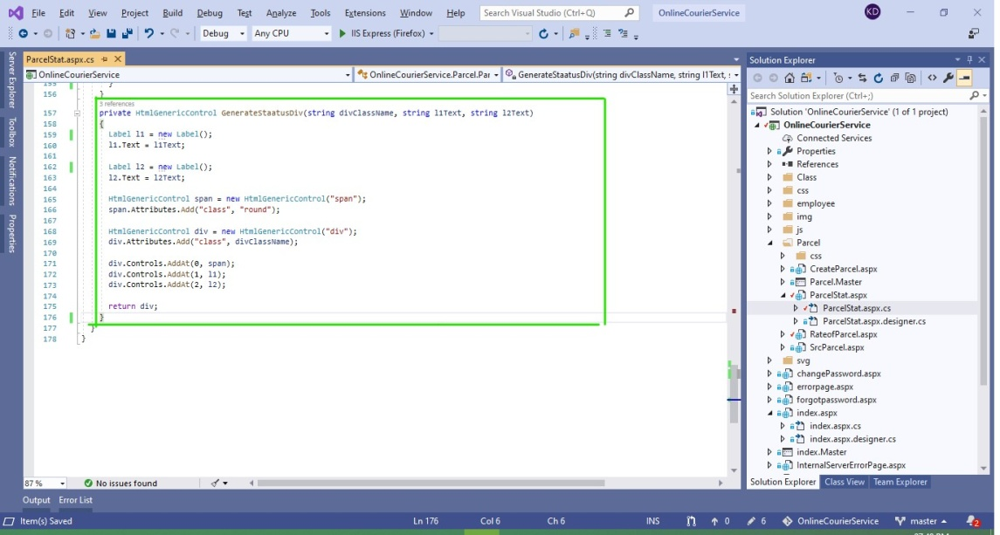 File Edit View Project Build Debug Test Analyze Tools Extensions Window Help Search Visual Studio (Ctrl+Q) OnlineCourierService KD
Debug Any CPU IIS Express (Firefox)
ParcelStat.aspx.cs
OnlineCourierService OnlineCourierService.Parcel.Par GenerateStaatusDiv(string divClassName, string l1Text,
155 }
156 }
3 references
157 private HtmlGenericControl GenerateStaatusDiv(string divClassName, string l1Text, string l2Text)
158 {
159 Label l1 = new Label();
160 l1.Text = l1Text;
161
162 Label l2 = new Label();
163 l2.Text = l2Text;
164
165 HtmlGenericControl span = new HtmlGenericControl("span");
166 span.Attributes.Add("class", "round");
167
168 HtmlGenericControl div = new HtmlGenericControl("div");
169 div.Attributes.Add("class", divClassName);
170
171 div.Controls.AddAt(0, span);
172 div.Controls.AddAt(1, l1);
173 div.Controls.AddAt(2, l2);
174
175 return div;
176 }
177 }
178 }
87 % No issues found
Server Explorer
Toolbox
Notifications
Properties
Solution Explorer
Search Solution Explorer (Ctrl+;)
Solution 'OnlineCourierService' (1 of 1 project)
OnlineCourierService
Connected Services
Properties
References
Class
css
employee
img
js
Parcel
css
CreateParcel.aspx
Parcel.Master
ParcelStat.aspx
ParcelStat.aspx.cs
ParcelStat.aspx.designer.cs
RateofParcel.aspx
SrcParcel.aspx
svg
changePassword.aspx
errorpage.aspx
forgotpassword.aspx
index.aspx
index.aspx.cs
index.aspx.designer.cs
index.Master
InternalServerErrorPage.aspx
Solution Explorer Class View Team Explorer
Output Error List
Item(s) Saved Ln 176 Col 6 Ch 6 INS 0 6 OnlineCourierService master 2